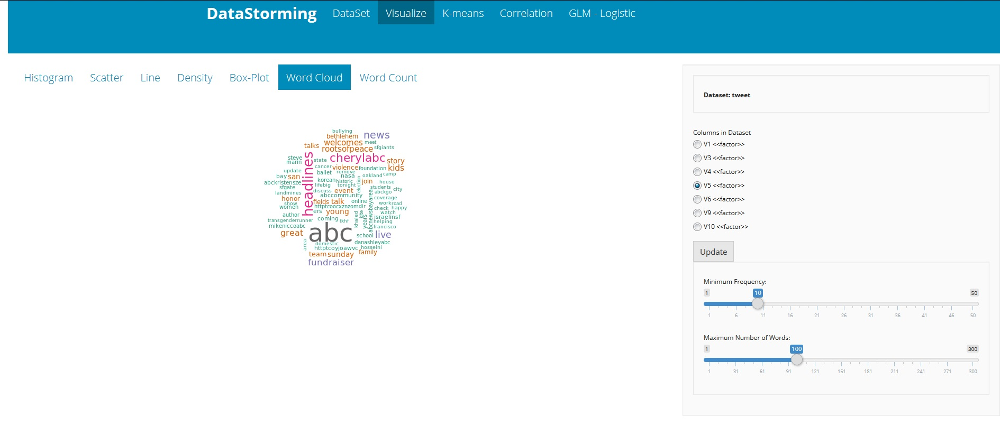 DataStorming DataSet Visualize K-means Correlation GLM - Logistic
Histogram Scatter Line Density Box-Plot Word Cloud Word Count
bullying
bethlehem news
welcomes meet
talks rootsofpeace sfgiants
steve headlines state cherylabc story
marin
cancer violence foundation kids
update ballet remove
bay san nasa oakland camp
abckristensze korean historic election join house
sfgate lifebig tonight students city
landmines discuss event abckgo
honor abccommunity coverage
show fields talk online work road
women httptcoocxznzom dir check happy
ers young khaled kite years abcnewsbayarea watch
author coming tkhf israelinsf
transgenderrunner helping
mikeniccoabc francisco
great abc school live
area domestic danashleyabc
httptcoyjoawvc hosseini
team sunday family
fundraiser
Dataset: tweet
Columns in Dataset
V1 <<factor>>
V3 <<factor>>
V4 <<factor>>
V5 <<factor>>
V6 <<factor>>
V9 <<factor>>
V10 <<factor>>
Update
Minimum Frequency:
1 10 50
1 6 11 16 21 26 31 36 41 46 50
Maximum Number of Words:
1 100 300
1 31 61 91 121 151 181 211 241 271 300